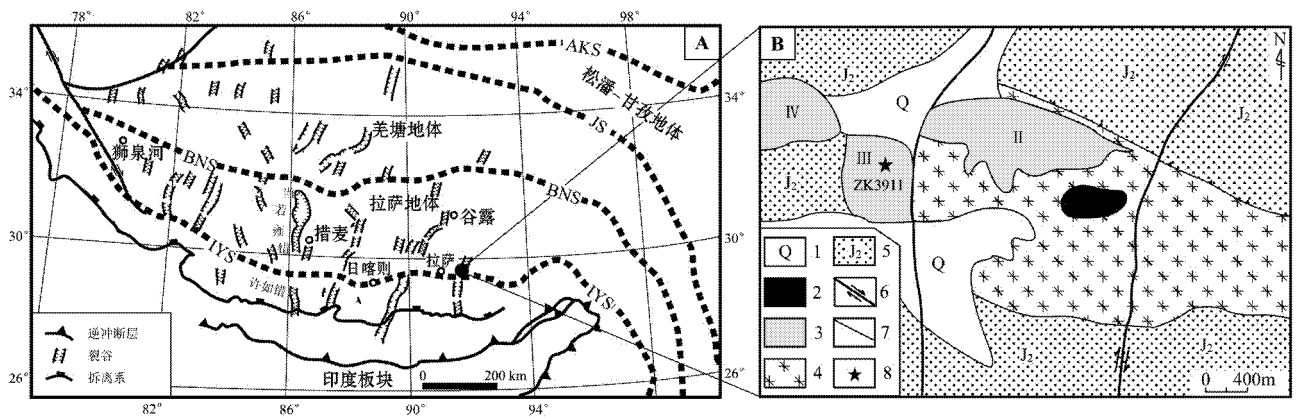 78°
82°
86°
90°
94°
98°
A
AKS
松潘–甘孜地体
34°
34°
JS
羌塘地体
狮泉河
BNS
拉萨地体
BNS
若
雍
错
谷露
30°
30°
措麦
IYS
日喀则
拉萨
许如错
IYS
逆冲断层
裂谷
拆离系
印度板块
0 200 km
26°
26°
82°
86°
90°
94°
B
N
J₂
J₂
Q
IV
II
III
ZK3911
J₂
Q
J₂
J₂
Q 1
2
3
4
J₂ 5
6
7
8
0 400m